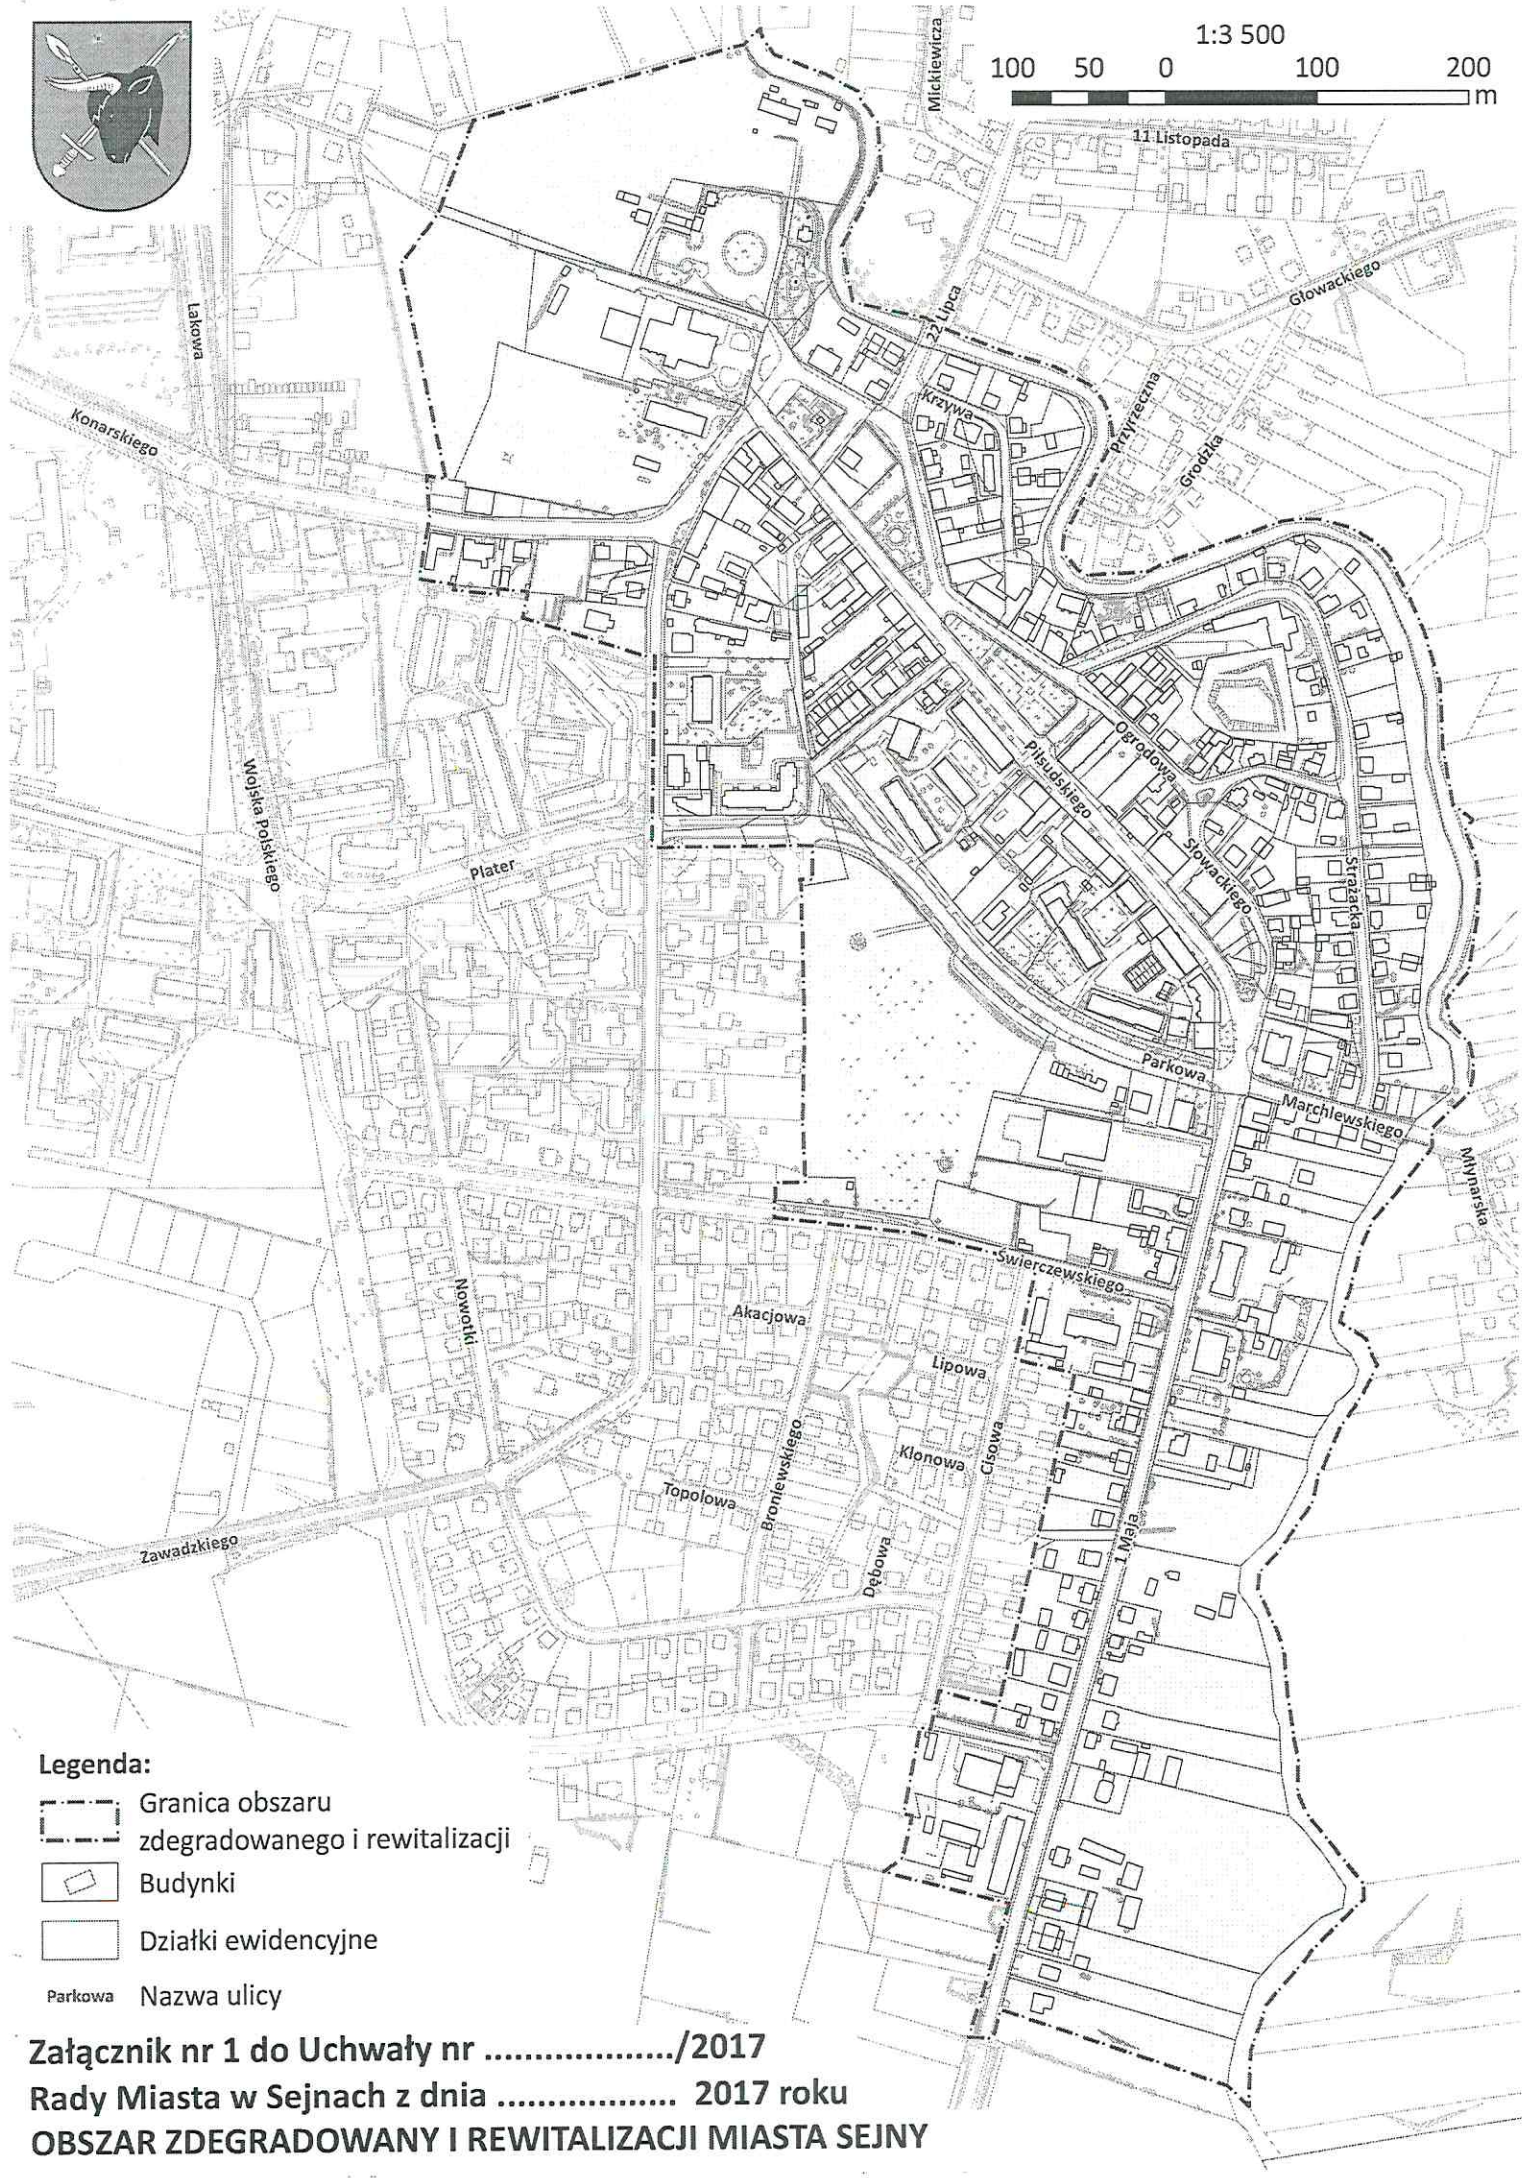 1:3 500
100 50 0 100 200
m
Mickiewicza
11 Listopada
Głowackiego
22 Lipca
Łąkowa
Krzywa
Przyrzeczna
Grodzka
Konarskiego
Ogrodowa
Piłsudskiego
Wojska Polskiego
Słowackiego
Strażacka
Plater
Parkowa
Marchlewskiego
Młynarska
Świerczewskiego
Nowotki
Akacjowa
Lipowa
Cisowa
Klonowa
Broniewskiego
Topolowa
1 Maja
Zawadzkiego
Dębowa
Legenda:
Granica obszaru
zdegradowanego i rewitalizacji
Budynki
Działki ewidencyjne
Parkowa Nazwa ulicy
Załącznik nr 1 do Uchwały nr ..................../2017
Rady Miasta w Sejnach z dnia .................. 2017 roku
OBSZAR ZDEGRADOWANY I REWITALIZACJI MIASTA SEJNY